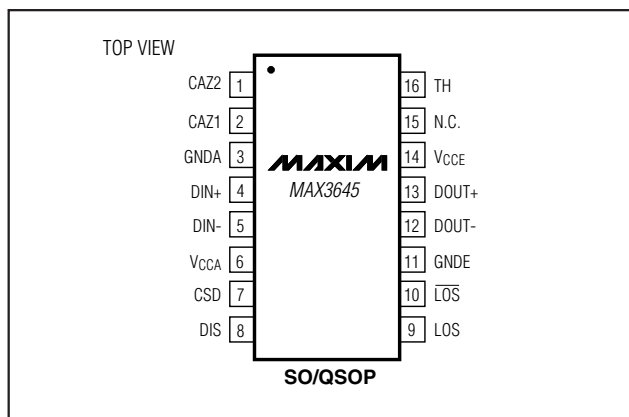 TOP VIEW
CAZ2 1
CAZ1 2
GNDA 3
DIN+ 4
DIN- 5
VCCA 6
CSD 7
DIS 8
MAXIM
MAX3645
16 TH
15 N.C.
14 VCCE
13 DOUT+
12 DOUT-
11 GNDE
10 L̅O̅S̅
9 LOS
SO/QSOP